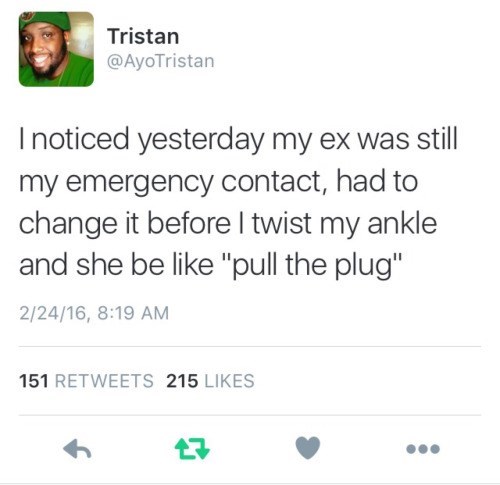 Tristan
@AyoTristan
I noticed yesterday my ex was still
my emergency contact, had to
change it before I twist my ankle
and she be like "pull the plug"
2/24/16, 8:19 AM
151 RETWEETS 215 LIKES